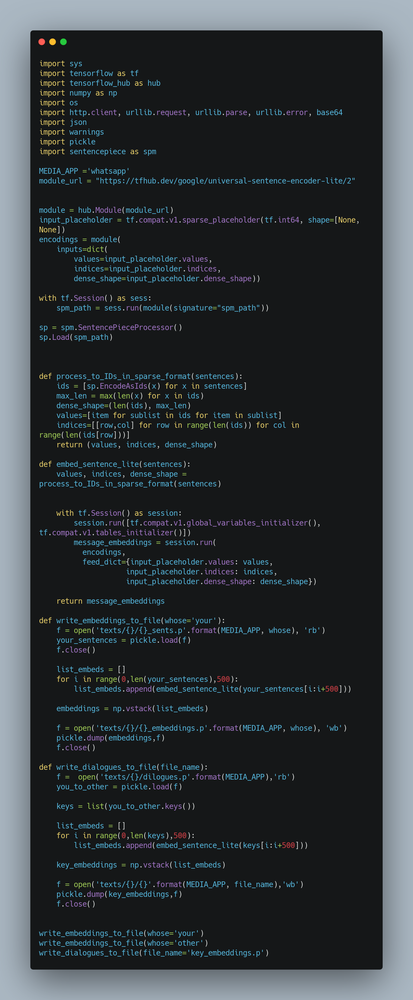 import sys
import tensorflow as tf
import tensorflow_hub as hub
import numpy as np
import os
import http.client, urllib.request, urllib.parse, urllib.error, base64
import json
import warnings
import pickle
import sentencepiece as spm

MEDIA_APP ='whatsapp'
module_url = "https://tfhub.dev/google/universal-sentence-encoder-lite/2"


module = hub.Module(module_url)
input_placeholder = tf.compat.v1.sparse_placeholder(tf.int64, shape=[None,
None])
encodings = module(
    inputs=dict(
        values=input_placeholder.values,
        indices=input_placeholder.indices,
        dense_shape=input_placeholder.dense_shape))

with tf.Session() as sess:
    spm_path = sess.run(module(signature="spm_path"))

sp = spm.SentencePieceProcessor()
sp.Load(spm_path)



def process_to_IDs_in_sparse_format(sentences):
    ids = [sp.EncodeAsIds(x) for x in sentences]
    max_len = max(len(x) for x in ids)
    dense_shape=(len(ids), max_len)
    values=[item for sublist in ids for item in sublist]
    indices=[[row,col] for row in range(len(ids)) for col in
range(len(ids[row]))]
    return (values, indices, dense_shape)

def embed_sentence_lite(sentences):
    values, indices, dense_shape =
process_to_IDs_in_sparse_format(sentences)


    with tf.Session() as session:
        session.run([tf.compat.v1.global_variables_initializer(),
tf.compat.v1.tables_initializer()])
        message_embeddings = session.run(
          encodings,
          feed_dict={input_placeholder.values: values,
                    input_placeholder.indices: indices,
                    input_placeholder.dense_shape: dense_shape})

    return message_embeddings

def write_embeddings_to_file(whose='your'):
    f = open('texts/{}/{}_sents.p'.format(MEDIA_APP, whose), 'rb')
    your_sentences = pickle.load(f)
    f.close()

    list_embeds = []
    for i in range(0,len(your_sentences),500):
        list_embeds.append(embed_sentence_lite(your_sentences[i:i+500]))

    embeddings = np.vstack(list_embeds)

    f = open('texts/{}/{}_embeddings.p'.format(MEDIA_APP, whose), 'wb')
    pickle.dump(embeddings,f)
    f.close()

def write_dialogues_to_file(file_name):
    f =  open('texts/{}/dilogues.p'.format(MEDIA_APP),'rb')
    you_to_other = pickle.load(f)

    keys = list(you_to_other.keys())

    list_embeds = []
    for i in range(0,len(keys),500):
        list_embeds.append(embed_sentence_lite(keys[i:i+500]))

    key_embeddings = np.vstack(list_embeds)

    f = open('texts/{}/{}'.format(MEDIA_APP, file_name),'wb')
    pickle.dump(key_embeddings,f)
    f.close()


write_embeddings_to_file(whose='your')
write_embeddings_to_file(whose='other')
write_dialogues_to_file(file_name='key_embeddings.p')